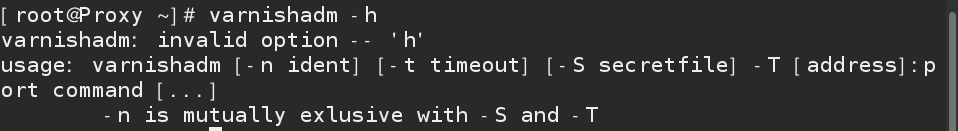 [root@Proxy ~]# varnishadm -h
varnishadm: invalid option -- 'h'
usage: varnishadm [-n ident] [-t timeout] [-S secretfile] -T [address]:p
ort command [...]
        -n is mutually exlusive with -S and -T